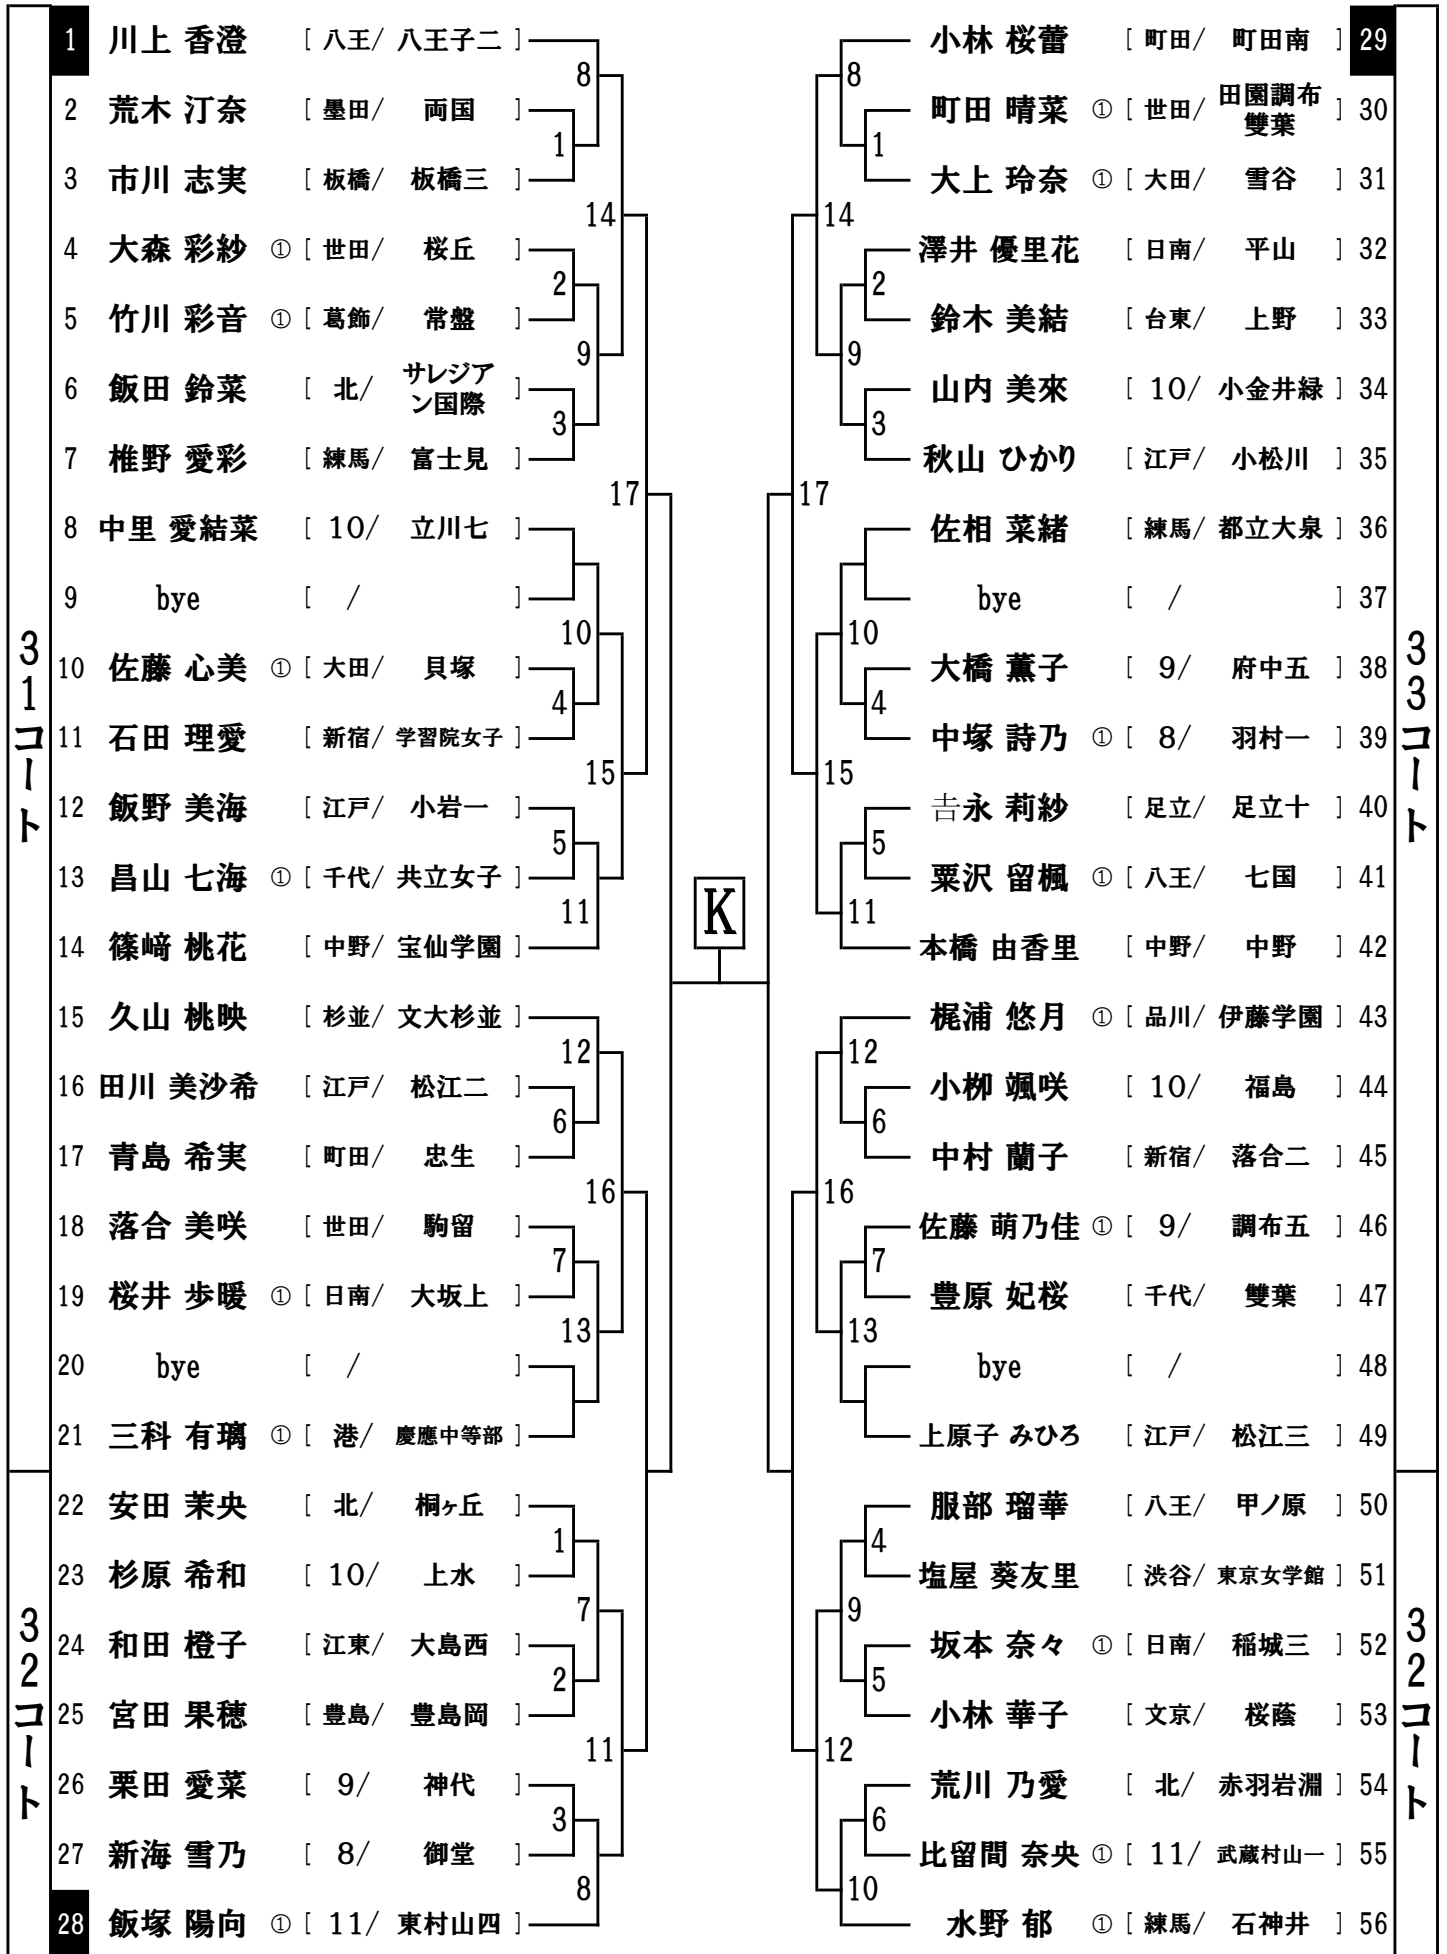 31コート
1 川上 香澄 [ 八王/ 八王子二 ]
8
2 荒木 汀奈 [ 墨田/ 両国 ]
1
3 市川 志実 [ 板橋/ 板橋三 ]
14
4 大森 彩紗 ① [ 世田/ 桜丘 ]
2
5 竹川 彩音 ① [ 葛飾/ 常盤 ]
9
6 飯田 鈴菜 [ 北/ サレジア
ン国際 ]
3
7 椎野 愛彩 [ 練馬/ 富士見 ]
17
8 中里 愛結菜 [ 10/ 立川七 ]
9 bye [ / ]
10
10 佐藤 心美 ① [ 大田/ 貝塚 ]
4
11 石田 理愛 [ 新宿/ 学習院女子 ]
15
12 飯野 美海 [ 江戸/ 小岩一 ]
5
13 昌山 七海 ① [ 千代/ 共立女子 ]
11
14 篠﨑 桃花 [ 中野/ 宝仙学園 ]
15 久山 桃映 [ 杉並/ 文大杉並 ]
12
16 田川 美沙希 [ 江戸/ 松江二 ]
6
17 青島 希実 [ 町田/ 忠生 ]
16
18 落合 美咲 [ 世田/ 駒留 ]
7
19 桜井 歩暖 ① [ 日南/ 大坂上 ]
13
20 bye [ / ]
21 三科 有璃 ① [ 港/ 慶應中等部 ]
32コート
22 安田 茉央 [ 北/ 桐ヶ丘 ]
1
23 杉原 希和 [ 10/ 上水 ]
7
24 和田 橙子 [ 江東/ 大島西 ]
2
25 宮田 果穂 [ 豊島/ 豊島岡 ]
11
26 栗田 愛菜 [ 9/ 神代 ]
3
27 新海 雪乃 [ 8/ 御堂 ]
8
28 飯塚 陽向 ① [ 11/ 東村山四 ]
K
33コート
小林 桜蕾 [ 町田/ 町田南 ] 29
8
町田 晴菜 ① [ 世田/ 田園調布
雙葉 ] 30
1
大上 玲奈 ① [ 大田/ 雪谷 ] 31
14
澤井 優里花 [ 日南/ 平山 ] 32
2
鈴木 美結 [ 台東/ 上野 ] 33
9
山内 美來 [ 10/ 小金井緑 ] 34
3
秋山 ひかり [ 江戸/ 小松川 ] 35
17
佐相 菜緒 [ 練馬/ 都立大泉 ] 36
bye [ / ] 37
10
大橋 薫子 [ 9/ 府中五 ] 38
4
中塚 詩乃 ① [ 8/ 羽村一 ] 39
15
𠮷永 莉紗 [ 足立/ 足立十 ] 40
5
粟沢 留楓 ① [ 八王/ 七国 ] 41
11
本橋 由香里 [ 中野/ 中野 ] 42
梶浦 悠月 ① [ 品川/ 伊藤学園 ] 43
12
小栁 颯咲 [ 10/ 福島 ] 44
6
中村 蘭子 [ 新宿/ 落合二 ] 45
16
佐藤 萌乃佳 ① [ 9/ 調布五 ] 46
7
豊原 妃桜 [ 千代/ 雙葉 ] 47
13
bye [ / ] 48
上原子 みひろ [ 江戸/ 松江三 ] 49
32コート
服部 瑠華 [ 八王/ 甲ノ原 ] 50
4
塩屋 葵友里 [ 渋谷/ 東京女学館 ] 51
9
坂本 奈々 ① [ 日南/ 稲城三 ] 52
5
小林 華子 [ 文京/ 桜蔭 ] 53
12
荒川 乃愛 [ 北/ 赤羽岩淵 ] 54
6
比留間 奈央 ① [ 11/ 武蔵村山一 ] 55
10
水野 郁 ① [ 練馬/ 石神井 ] 56